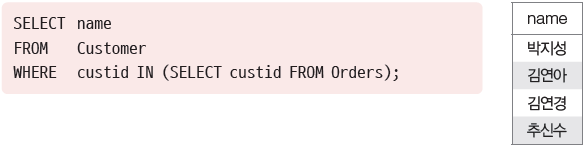 SELECT name
FROM Customer
WHERE custid IN (SELECT custid FROM Orders);
name
박지성
김연아
김연경
추신수